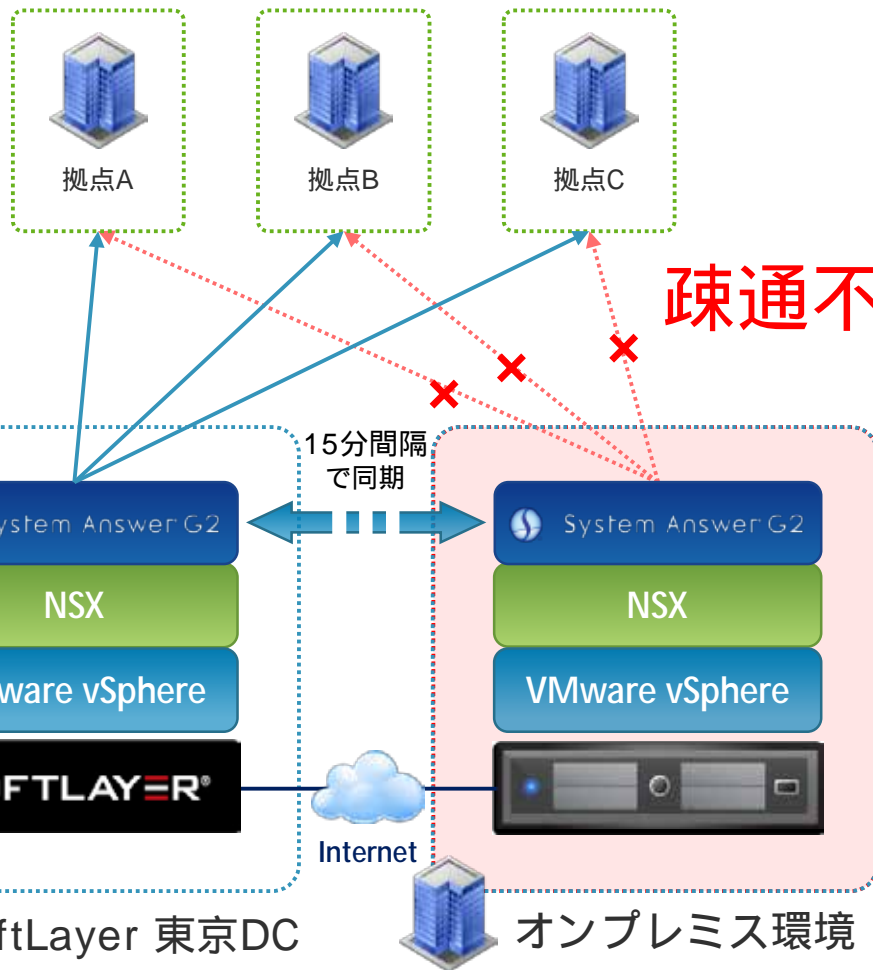 拠点A
拠点B
拠点C
疎通不
15分間隔
で同期
ystem Answer G2
System Answer G2
NSX
NSX
ware vSphere
VMware vSphere
FTLAYER®
Internet
ftLayer 東京DC
オンプレミス環境